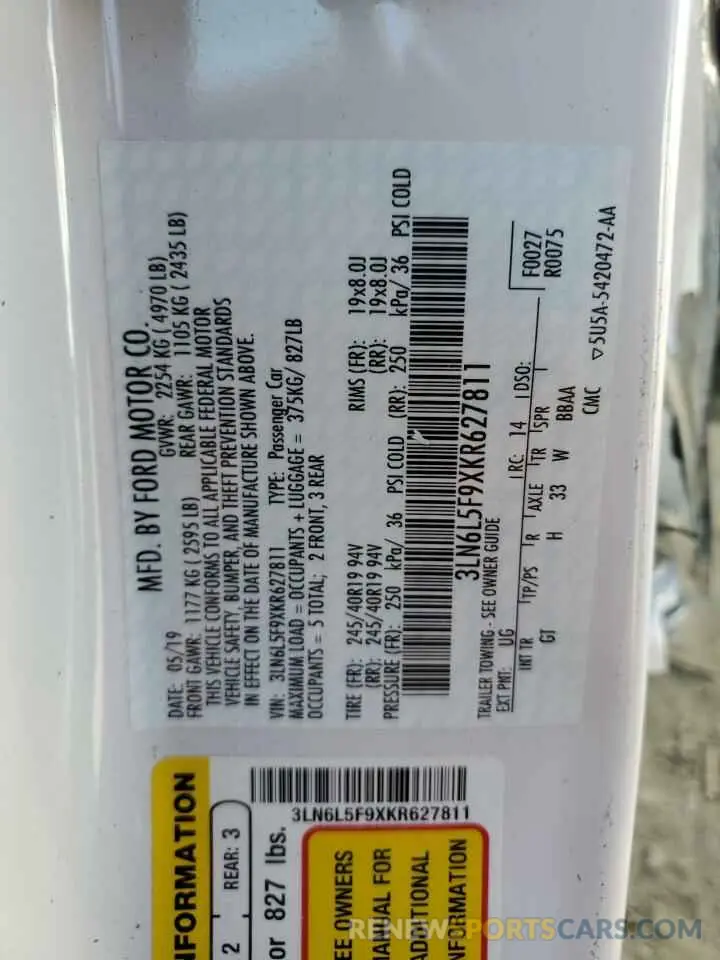 MFD. BY FORD MOTOR CO.
DATE: 05/19 GVWR: 2254 KG ( 4970 LB)
FRONT GAWR: 1177 KG ( 2595 LB) REAR GAWR: 1105 KG ( 2435 LB)
THIS VEHICLE CONFORMS TO ALL APPLICABLE FEDERAL MOTOR
VEHICLE SAFETY, BUMPER, AND THEFT PREVENTION STANDARDS
IN EFFECT ON THE DATE OF MANUFACTURE SHOWN ABOVE.
VIN: 3LN6L5F9XKR627811 TYPE: Passenger Car
MAXIMUM LOAD = OCCUPANTS + LUGGAGE = 375KG/ 827LB
OCCUPANTS = 5 TOTAL; 2 FRONT, 3 REAR
TIRE (FR): 245/40R19 94V RIMS (FR): 19x8.0J
(RR): 245/40R19 94V (RR): 19x8.0J
PRESSURE (FR): 250 kPa/ 36 PSI COLD (RR): 250 kPa/ 36 PSI COLD
3LN6L5F9XKR627811
TRAILER TOWING - SEE OWNER GUIDE
EXT PNT: UG RC: 14 DSO: F0027
R0075
INT TR TP/PS R AXLE TR SPR
GT H 33 W BBAA
CMC ▽5U5A-5420472-AA
NFORMATION
2 REAR: 3
or 827 lbs.
3LN6L5F9XKR627811
EE OWNERS
MANUAL FOR
ADDITIONAL
NFORMATION
RENEWSPORTSCARS.COM